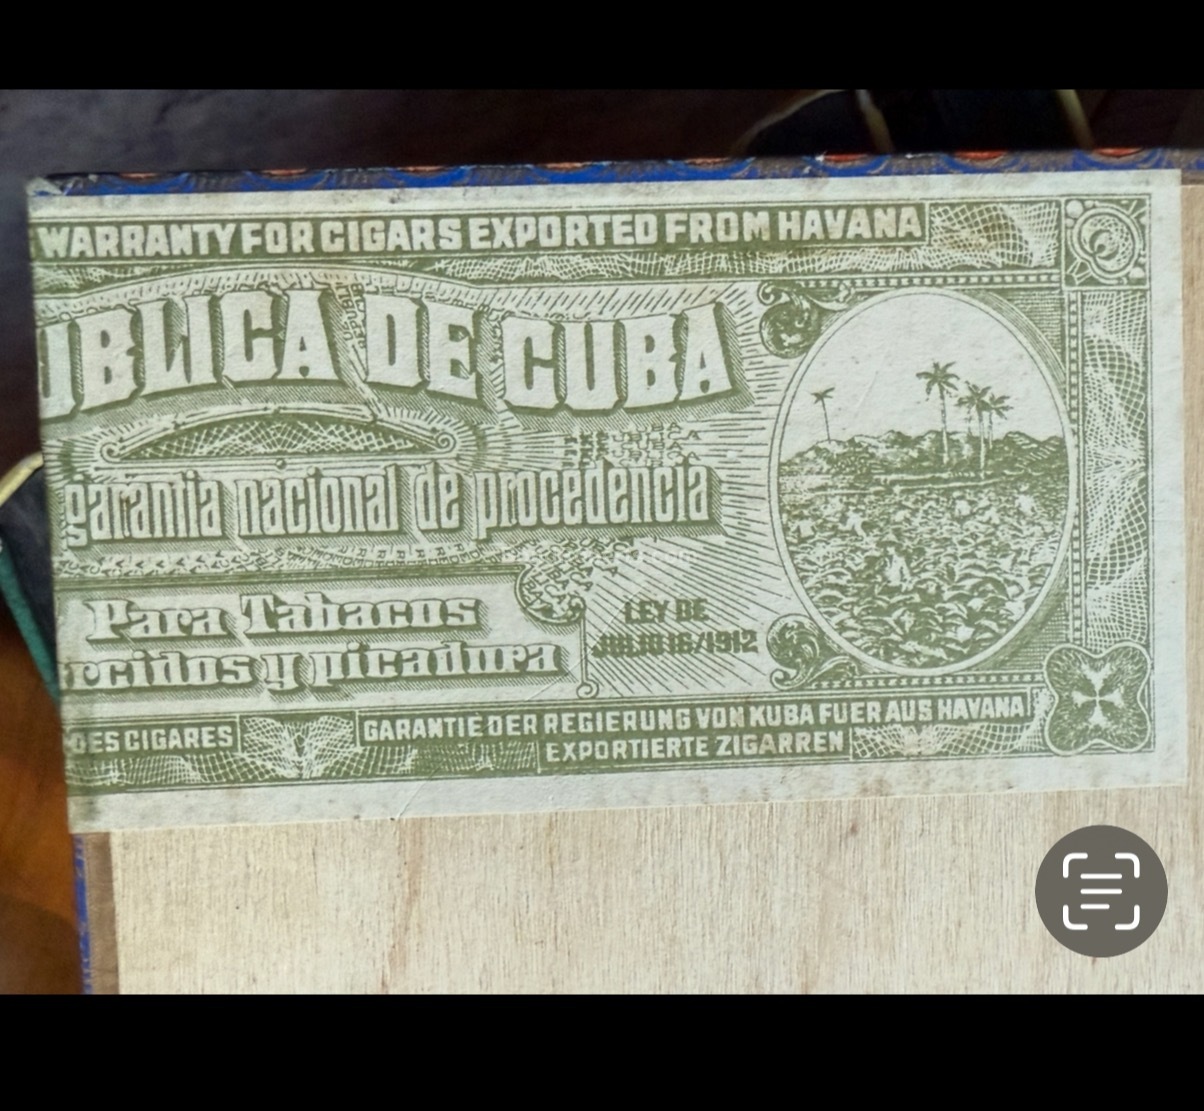 WARRANTY FOR CIGARS EXPORTED FROM HAVANA
UBLICA DE CUBA
garantia nacional de procedencia
Para Tabacos
rcidos y picadura
LEY DE
JULIO 16/1912
DES CIGARES
GARANTIE DER REGIERUNG VON KUBA FUER AUS HAVANA
EXPORTIERTE ZIGARREN